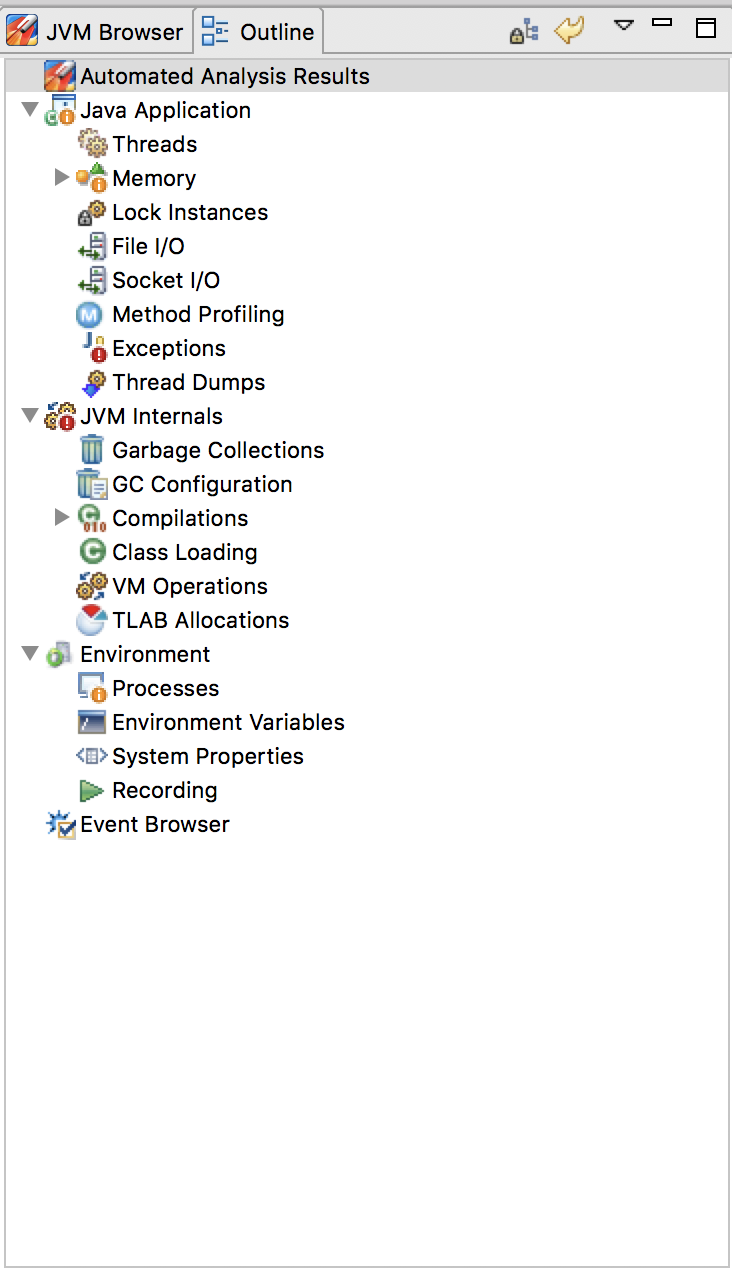 JVM Browser Outline
Automated Analysis Results
Java Application
Threads
Memory
Lock Instances
File I/O
Socket I/O
Method Profiling
Exceptions
Thread Dumps
JVM Internals
Garbage Collections
GC Configuration
Compilations
Class Loading
VM Operations
TLAB Allocations
Environment
Processes
Environment Variables
System Properties
Recording
Event Browser